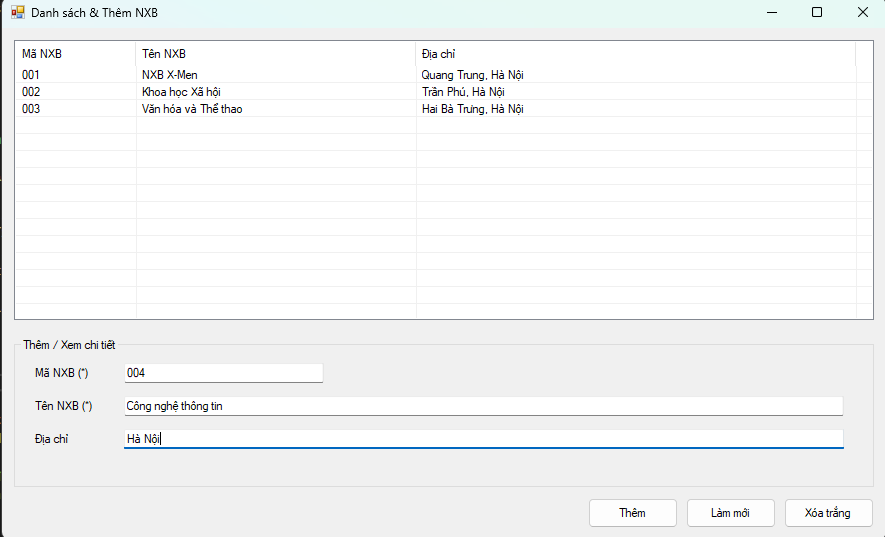 Danh sách & Thêm NXB
Mã NXB Tên NXB Địa chỉ
001 NXB X-Men Quang Trung, Hà Nội
002 Khoa học Xã hội Trần Phú, Hà Nội
003 Văn hóa và Thể thao Hai Bà Trưng, Hà Nội
Thêm / Xem chi tiết
Mã NXB (*) 004
Tên NXB (*) Công nghệ thông tin
Địa chỉ Hà Nội
Thêm Làm mới Xóa trắng